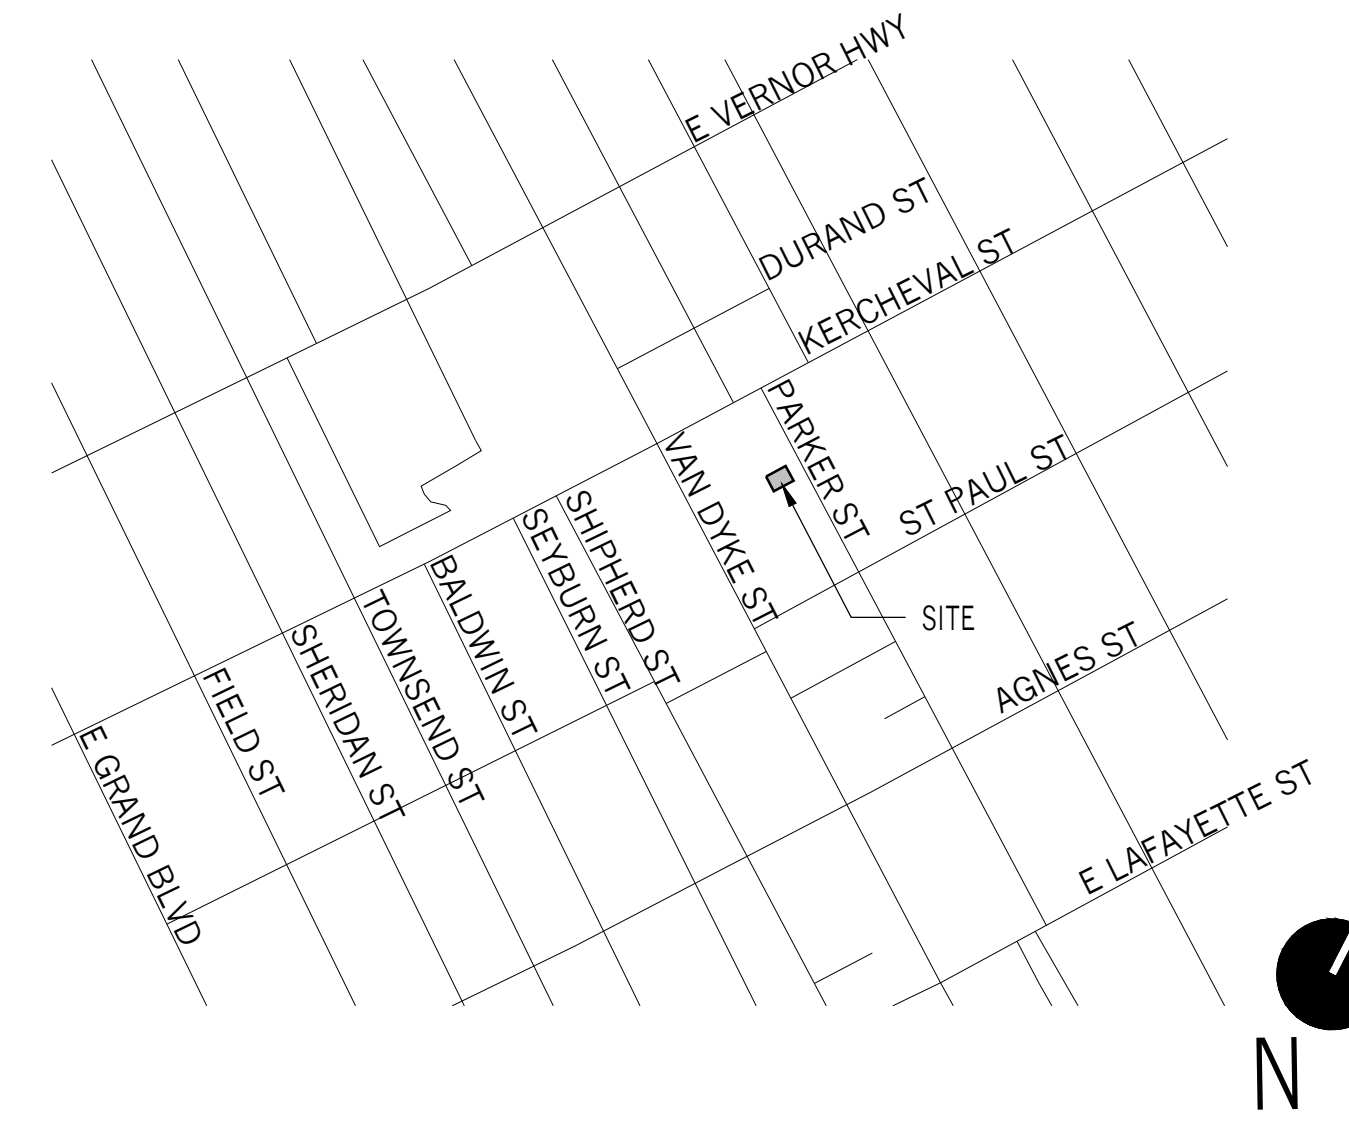 E VERNOR HWY
DURAND ST
KERCHEVAL ST
PARKER ST
VAN DYKE ST
ST PAUL ST
SHIPHERD ST
SEYBURN ST
BALDWIN ST
TOWNSEND ST
SHERIDAN ST
FIELD ST
E GRAND BLVD
SITE
AGNES ST
E LAFAYETTE ST
N